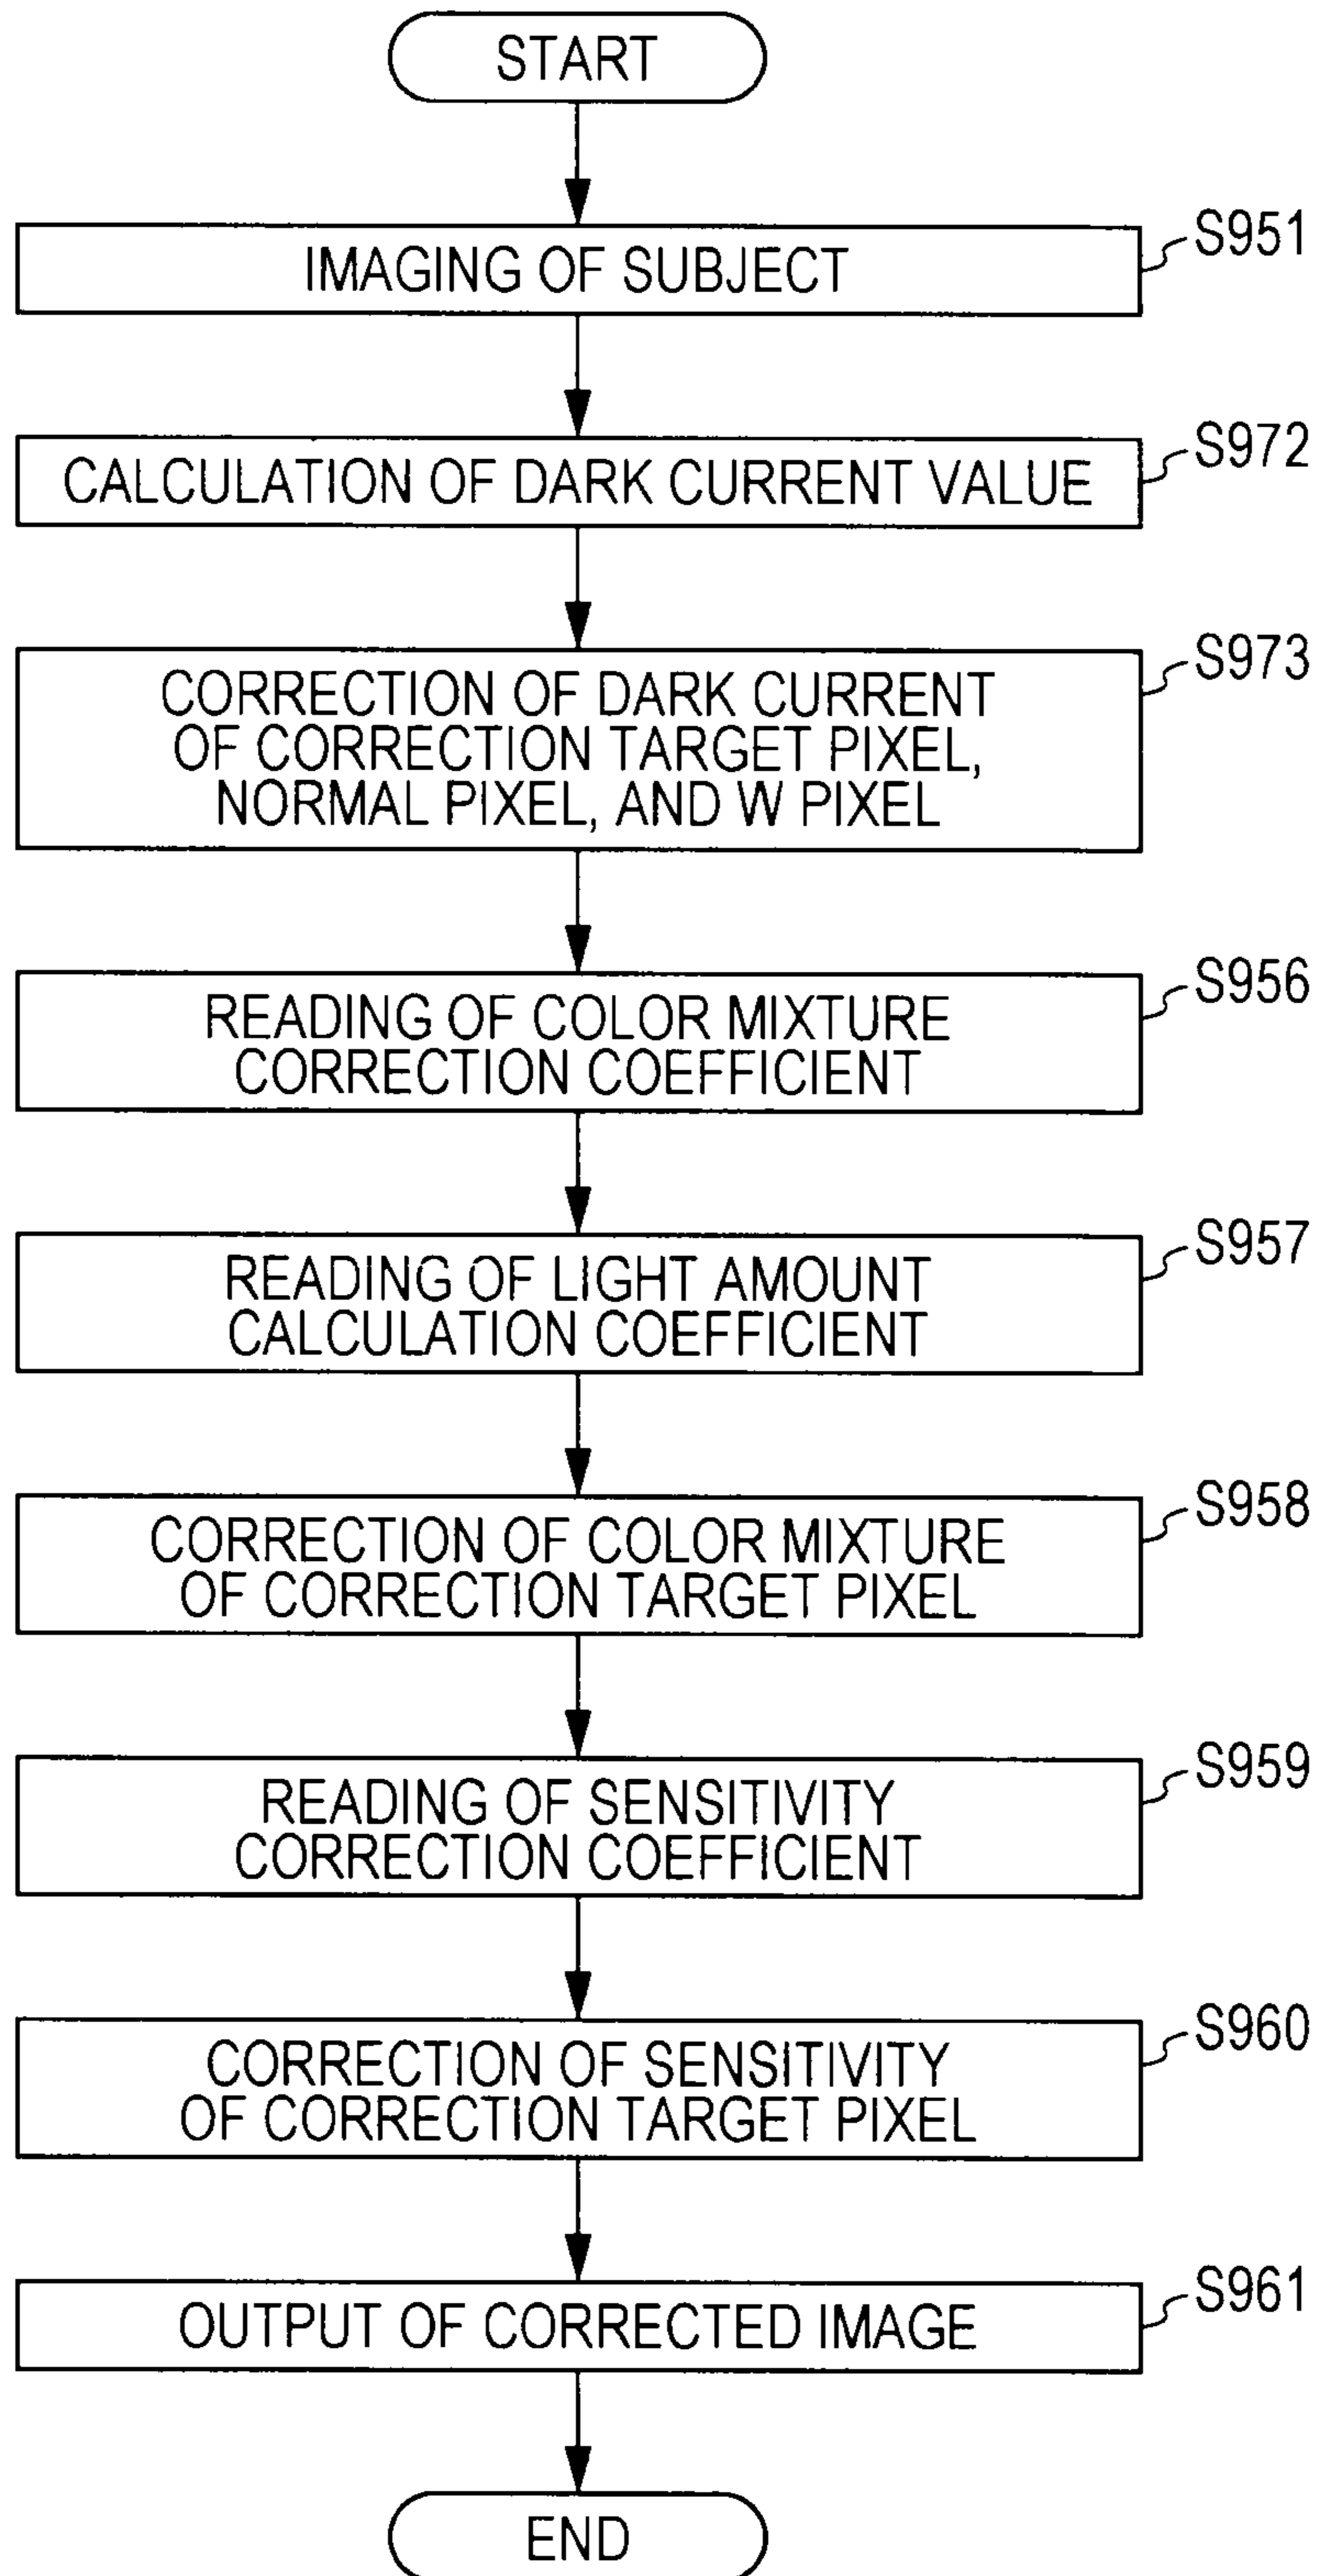 START
IMAGING OF SUBJECT
S951
CALCULATION OF DARK CURRENT VALUE
S972
CORRECTION OF DARK CURRENT
OF CORRECTION TARGET PIXEL,
NORMAL PIXEL, AND W PIXEL
S973
READING OF COLOR MIXTURE
CORRECTION COEFFICIENT
S956
READING OF LIGHT AMOUNT
CALCULATION COEFFICIENT
S957
CORRECTION OF COLOR MIXTURE
OF CORRECTION TARGET PIXEL
S958
READING OF SENSITIVITY
CORRECTION COEFFICIENT
S959
CORRECTION OF SENSITIVITY
OF CORRECTION TARGET PIXEL
S960
OUTPUT OF CORRECTED IMAGE
S961
END